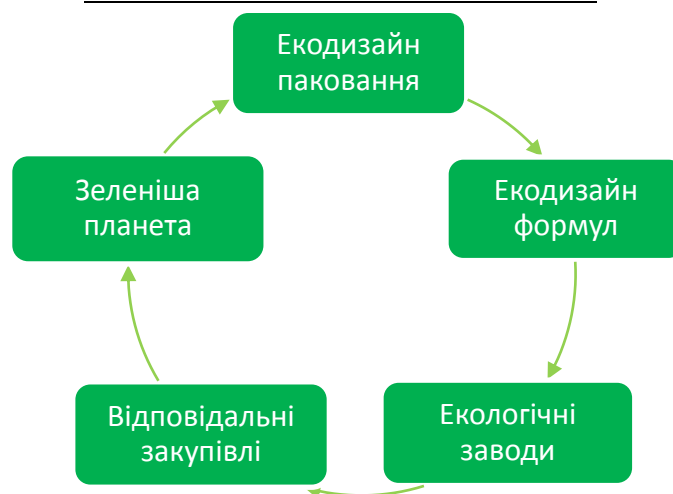 Екодизайн
паковання
Екодизайн
формул
Екологічні
заводи
Відповідальні
закупівлі
Зеленіша
планета